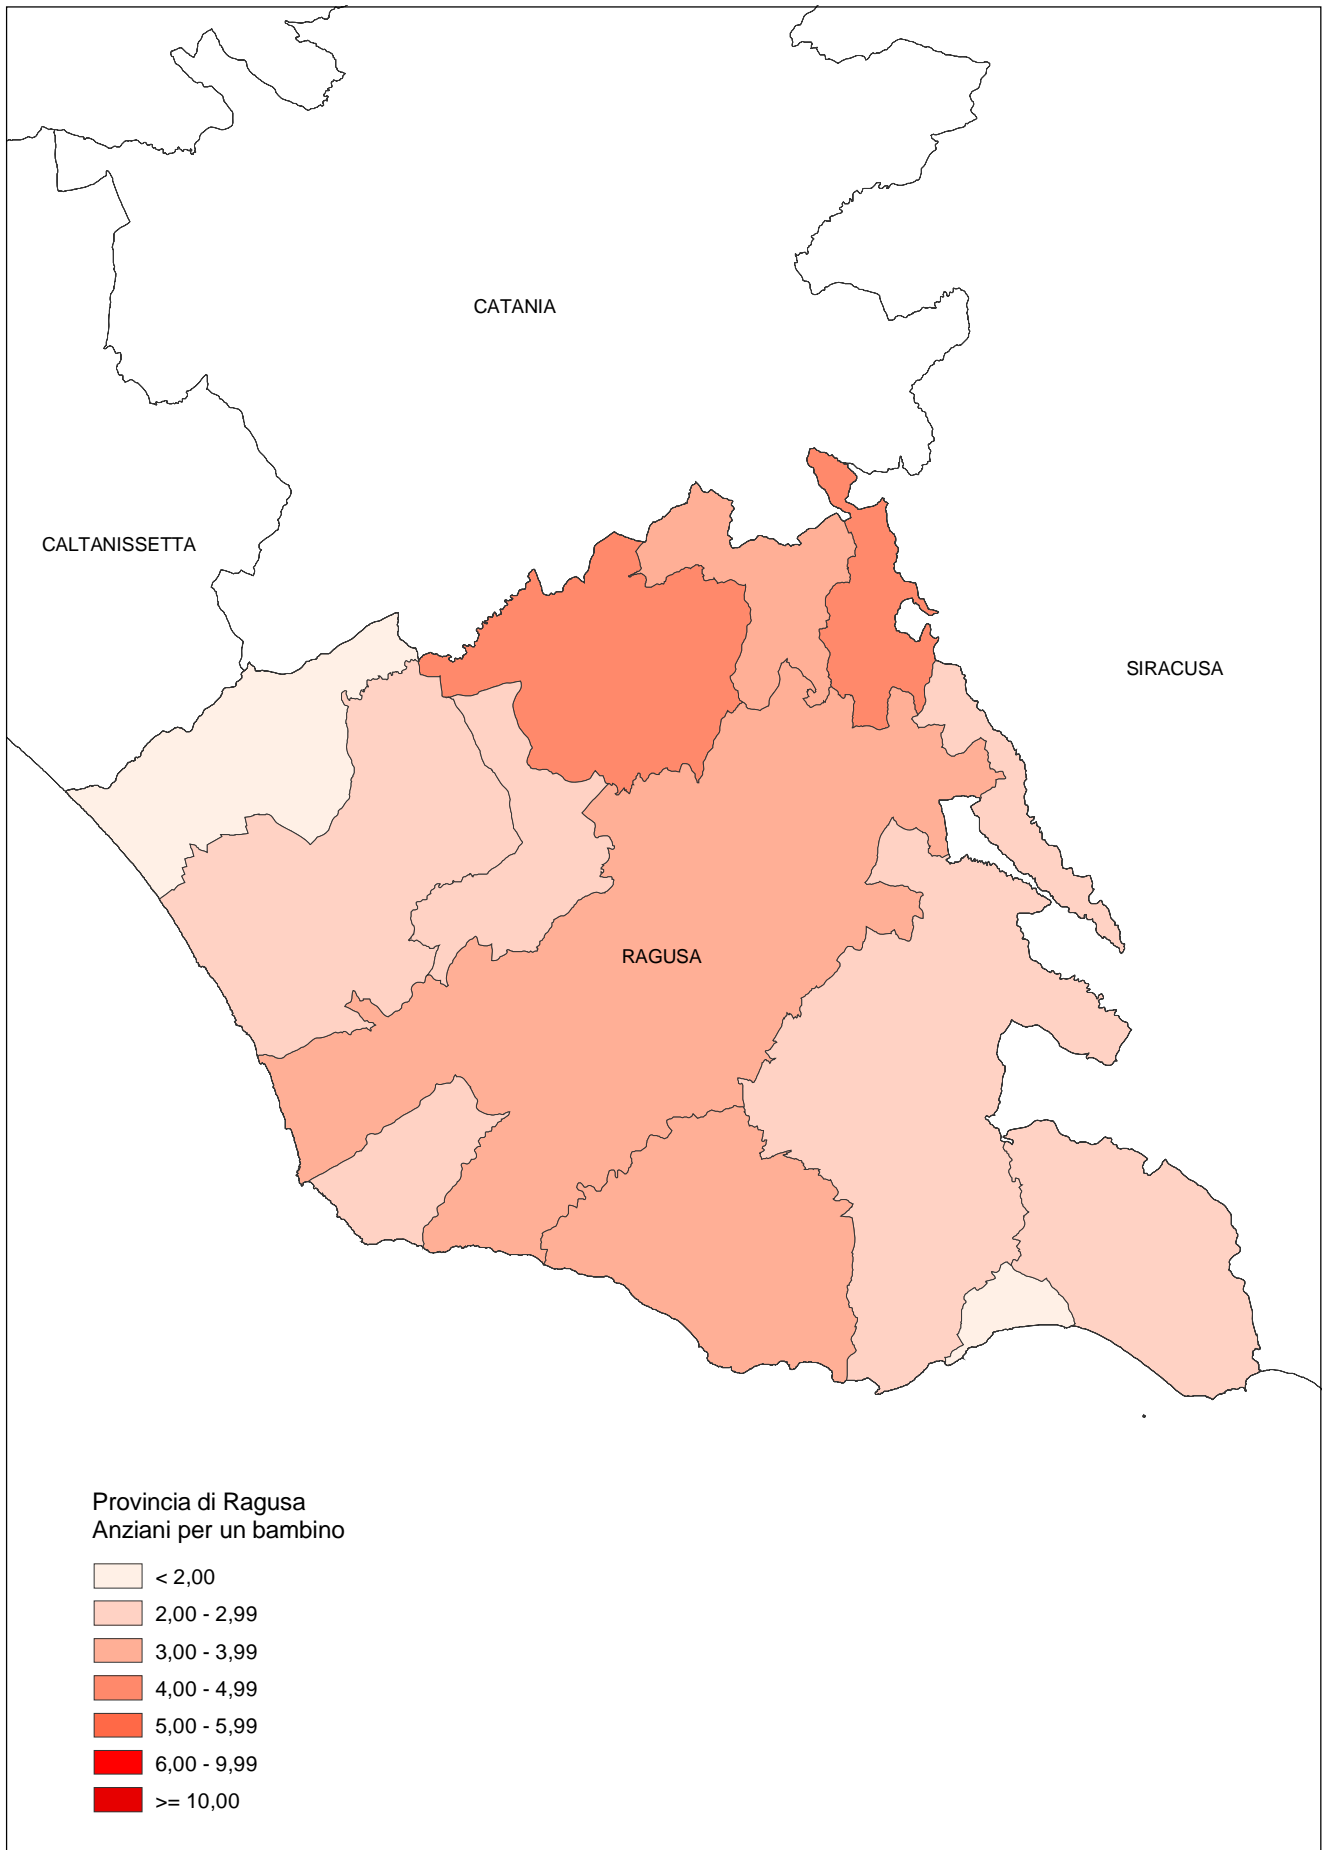 CATANIA
CALTANISSETTA
SIRACUSA
RAGUSA
Provincia di Ragusa
Anziani per un bambino
< 2,00
2,00 - 2,99
3,00 - 3,99
4,00 - 4,99
5,00 - 5,99
6,00 - 9,99
>= 10,00